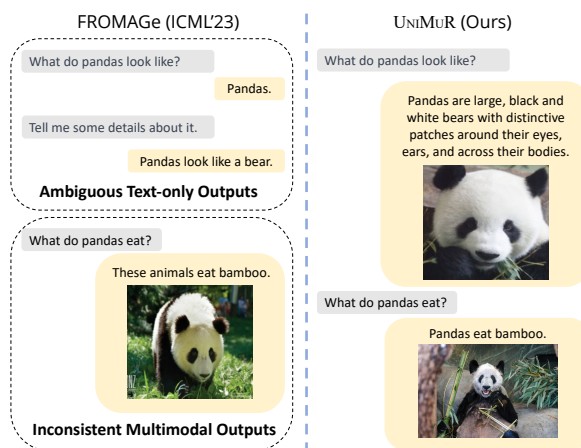 FROMAGe (ICML'23)
What do pandas look like?
Pandas.
Tell me some details about it.
Pandas look like a bear.
Ambiguous Text-only Outputs
What do pandas eat?
These animals eat bamboo.
Inconsistent Multimodal Outputs
UNIMUR (Ours)
What do pandas look like?
Pandas are large, black and
white bears with distinctive
patches around their eyes,
ears, and across their bodies.
What do pandas eat?
Pandas eat bamboo.